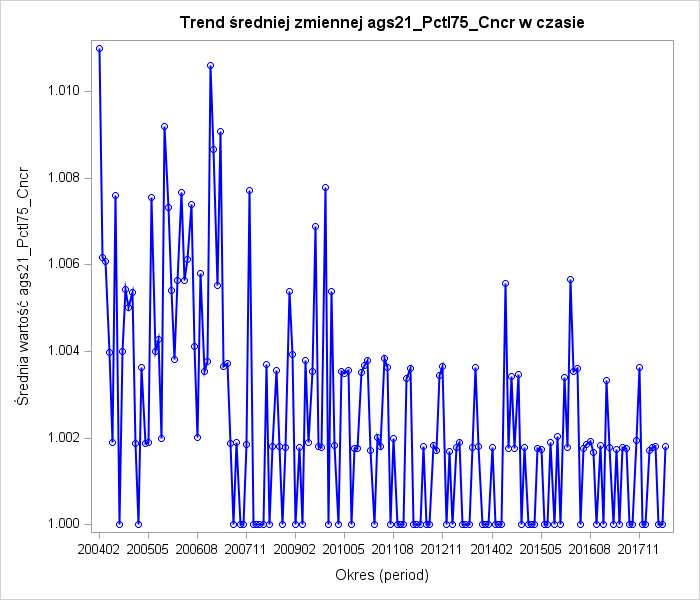 Trend średniej zmiennej ags21_Pctl75_Cncr w czasie
Średnia wartość ags21_Pctl75_Cncr
1.010
1.008
1.006
1.004
1.002
1.000
200402 200505 200608 200711 200902 201005 201108 201211 201402 201505 201608 201711
Okres (period)